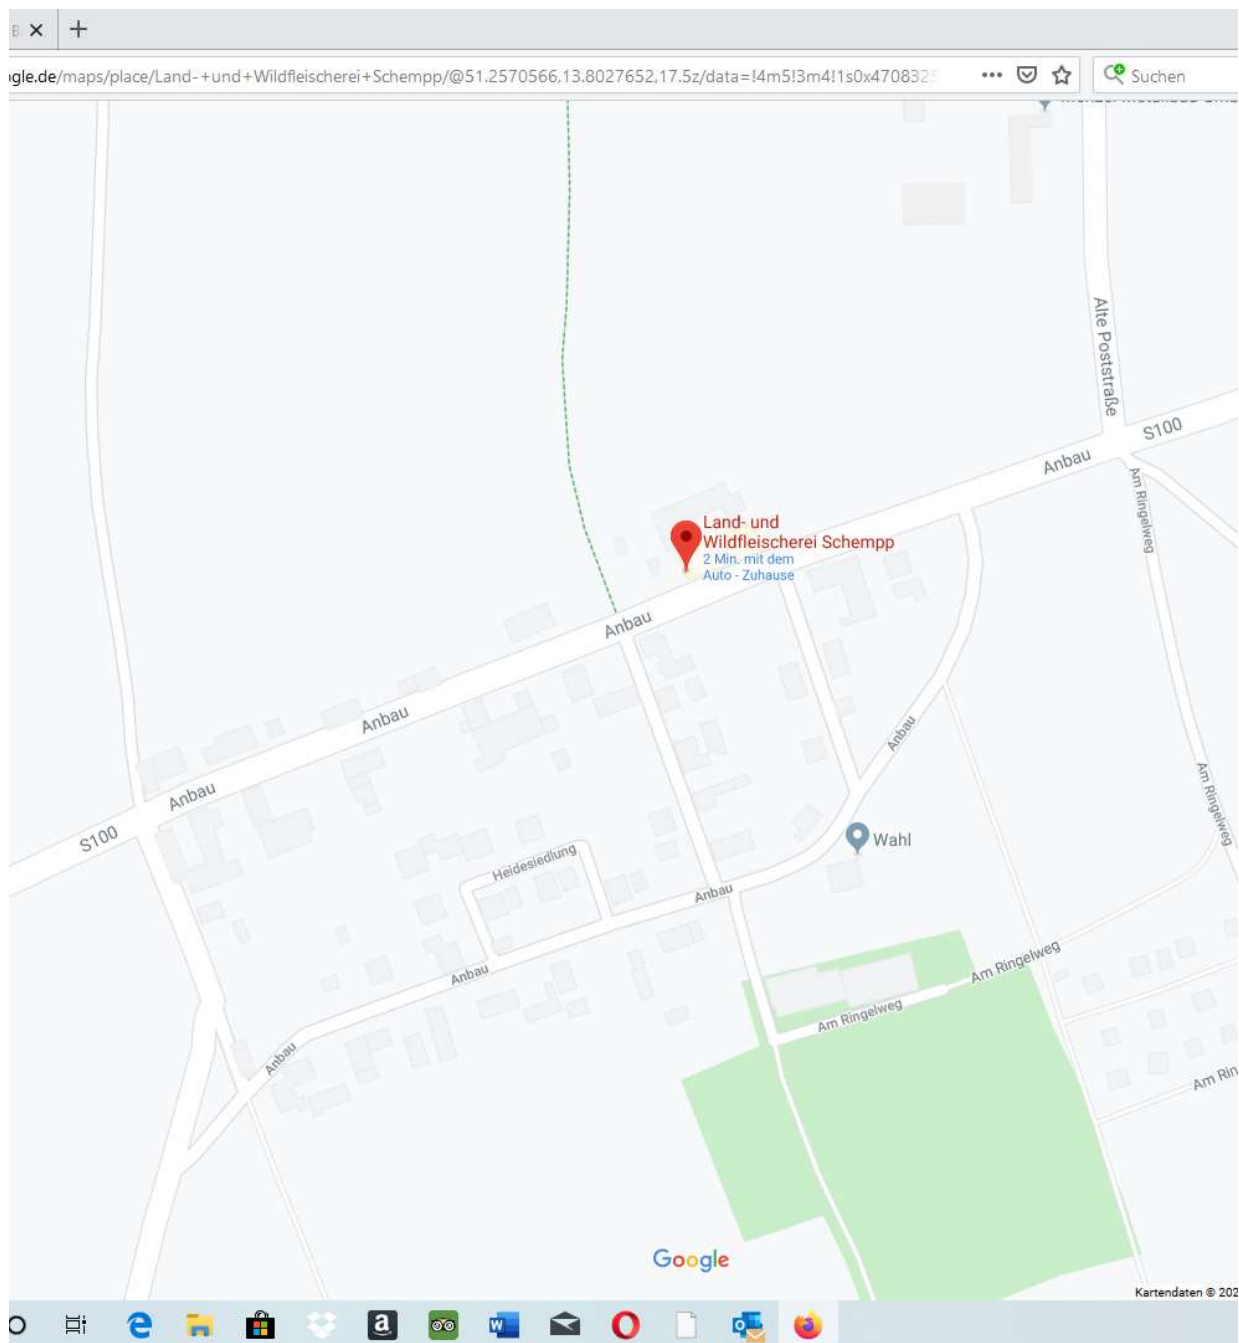 gle.de/maps/place/Land-+und+Wildfleischerei+Schempp/@51.2570566,13.8027652,17.5z/data=!4m5!3m4!1s0x470832
Suchen
Alte Poststraße
S100
Anbau
Am Ringelweg
Land- und
Wildfleischerei Schempp
2 Min. mit dem
Auto - Zuhause
Anbau
Anbau
Anbau
Anbau
Am Ringelweg
S100
Wahl
Heidesiedlung
Anbau
Anbau
Am Ringelweg
Am Ringelweg
Anbau
Am Rin
Google
Kartendaten © 202